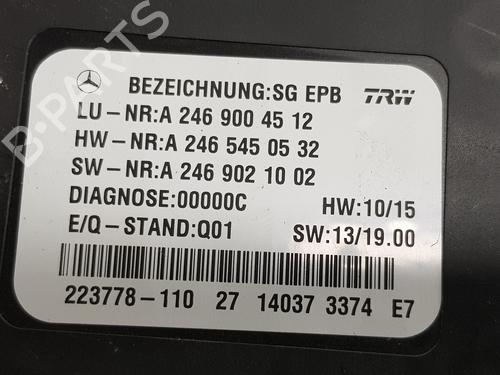 BEZEICHNUNG:SG EPB TRW
LU-NR:A 246 900 45 12
HW-NR:A 246 545 05 32
SW-NR:A 246 902 10 02
DIAGNOSE:00000C HW:10/15
E/Q-STAND:Q01 SW:13/19.00
223778-110 27 14037 3374 E7
B-PARTS